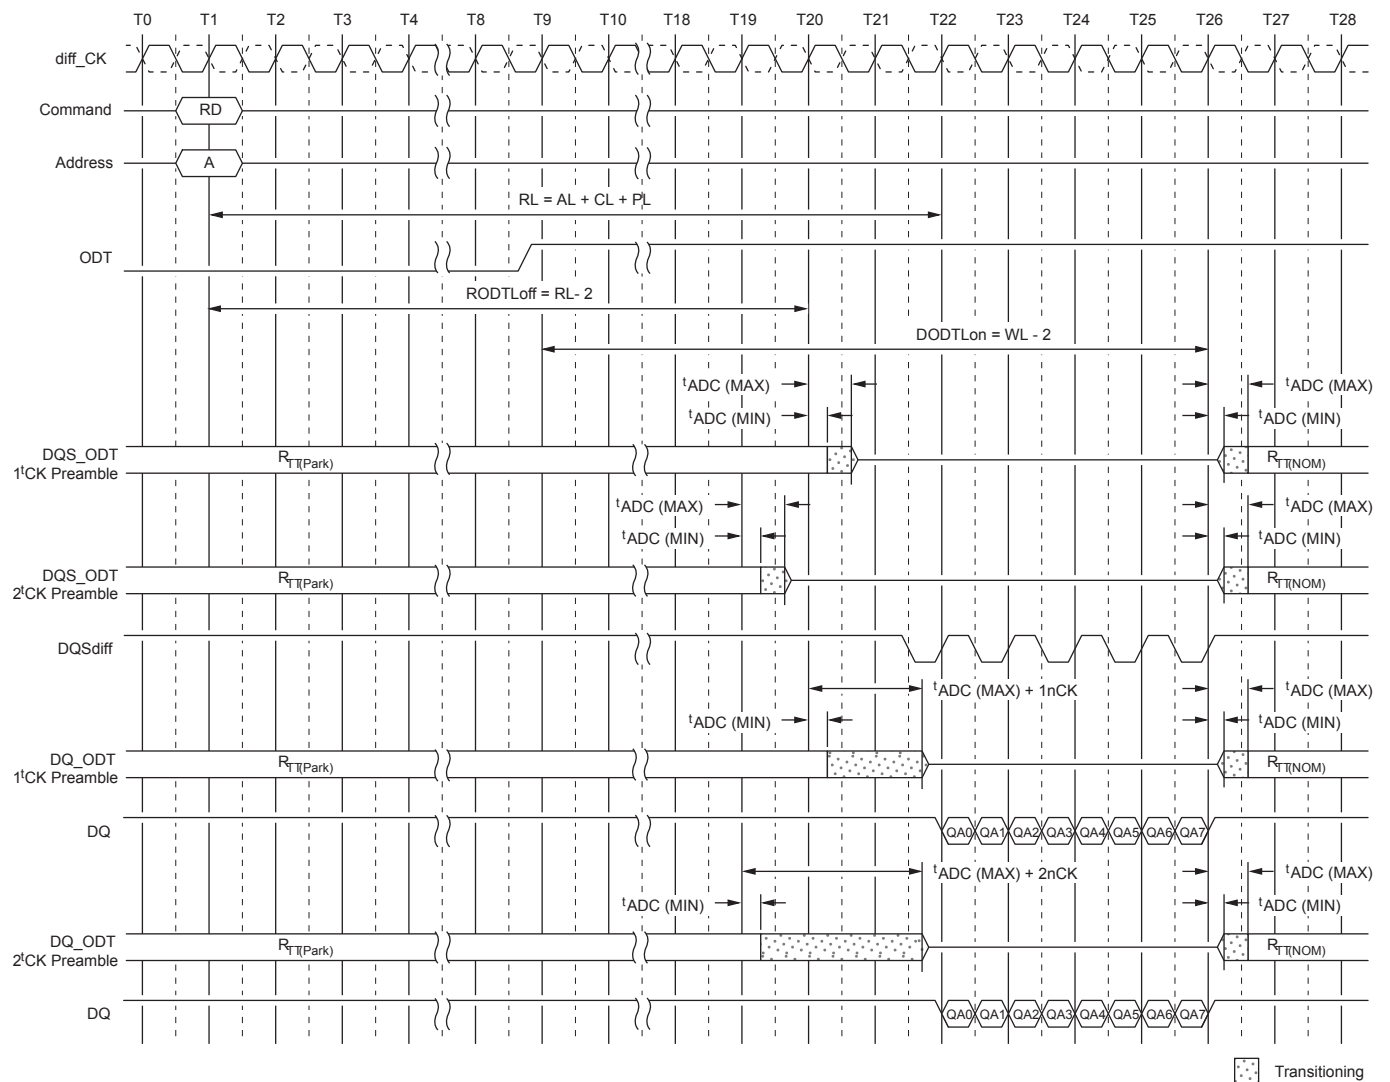 T0 T1 T2 T3 T4 T8 T9 T10 T18 T19 T20 T21 T22 T23 T24 T25 T26 T27 T28
diff_CK
Command RD
Address A
RL = AL + CL + PL
ODT
RODTLoff = RL- 2
DODTLon = WL - 2
tADC (MAX) tADC (MAX)
tADC (MIN) tADC (MIN)
DQS_ODT
1tCK Preamble
RTT(Park) RTT(NOM)
tADC (MAX) tADC (MAX)
tADC (MIN) tADC (MIN)
DQS_ODT
2tCK Preamble
RTT(Park) RTT(NOM)
DQSdiff
tADC (MAX) + 1nCK tADC (MAX)
tADC (MIN) tADC (MIN)
DQ_ODT
1tCK Preamble
RTT(Park) RTT(NOM)
DQ QA0 QA1 QA2 QA3 QA4 QA5 QA6 QA7
tADC (MAX) + 2nCK tADC (MAX)
tADC (MIN) tADC (MIN)
DQ_ODT
2tCK Preamble
RTT(Park) RTT(NOM)
DQ QA0 QA1 QA2 QA3 QA4 QA5 QA6 QA7
Transitioning